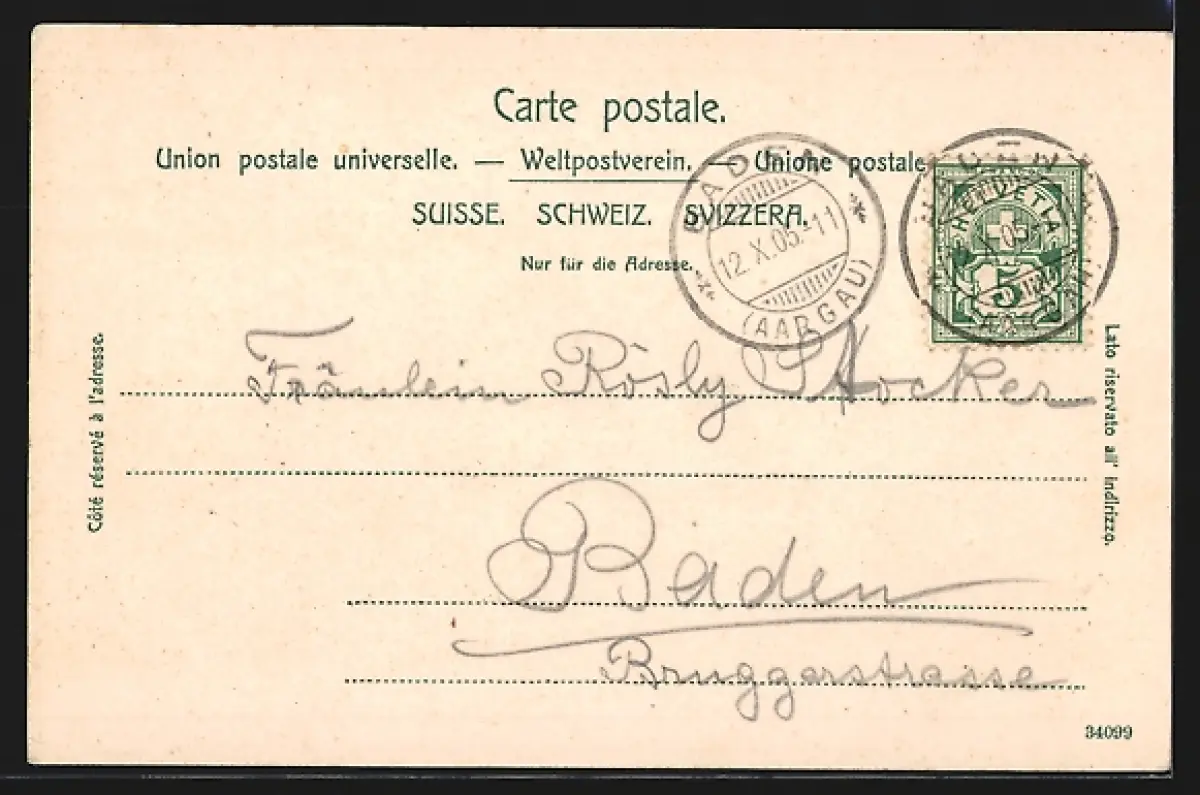 Carte postale.
Union postale universelle. — Weltpostverein. — Unione postale
SUISSE. SCHWEIZ. SVIZZERA.
Nur für die Adresse.
BADEN
12.X.05.-11
(AARGAU)
HELVETIA
X.05
5
Côté réservé à l'adresse.
Lato riservato all' indirizzo.
Fräulein Rösly Stocker
Baden
Bruggerstrasse
34099